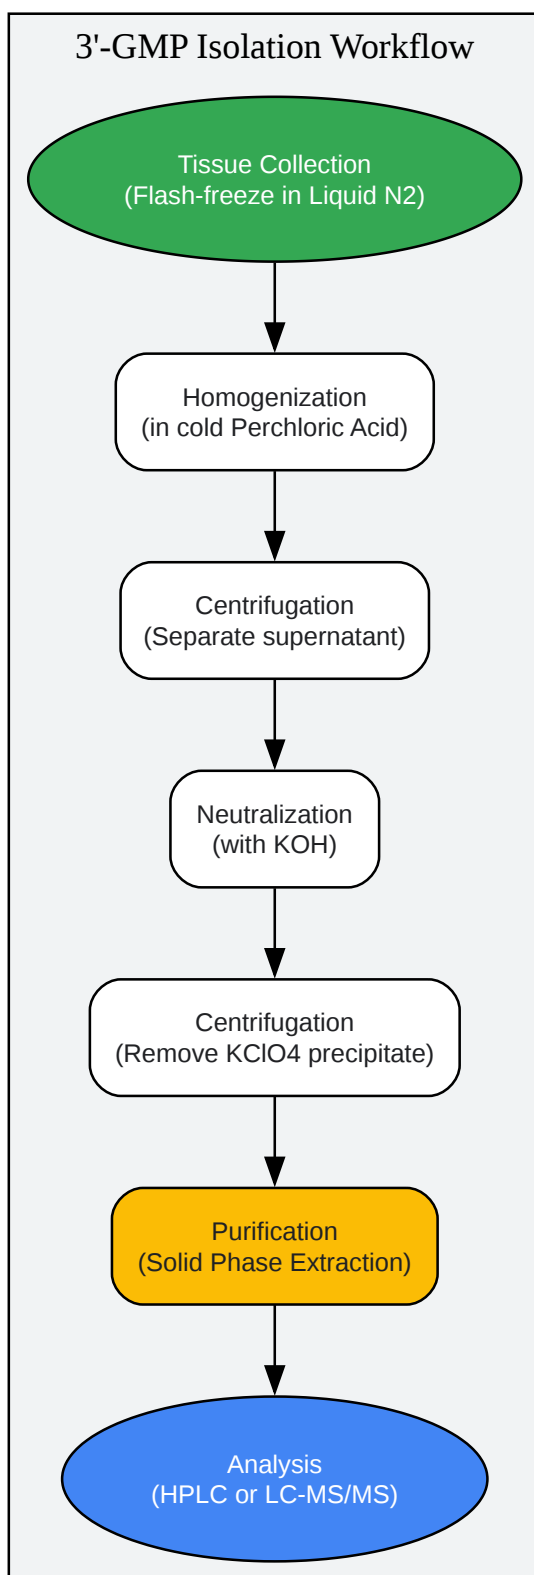 3'-GMP Isolation Workflow
Tissue Collection
(Flash-freeze in Liquid N2)
Homogenization
(in cold Perchloric Acid)
Centrifugation
(Separate supernatant)
Neutralization
(with KOH)
Centrifugation
(Remove KClO4 precipitate)
Purification
(Solid Phase Extraction)
Analysis
(HPLC or LC-MS/MS)